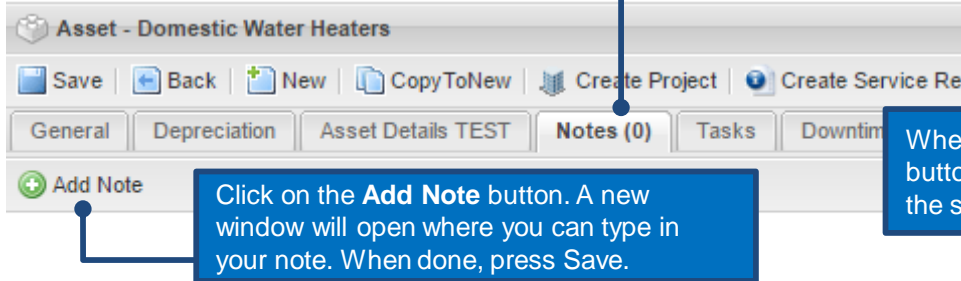 Asset - Domestic Water Heaters
Save Back New CopyToNew Create Project Create Service Re
General Depreciation Asset Details TEST Notes (0) Tasks Downtim
Add Note
Click on the Add Note button. A new
window will open where you can type in
your note. When done, press Save.
Whe
butto
the s